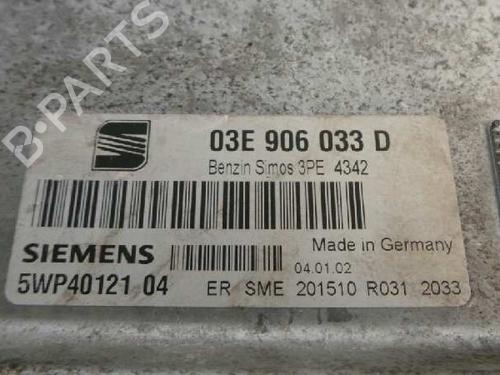 03E 906 033 D
Benzin Simos 3PE 4342
SIEMENS
Made in Germany
04.01.02
5WP40121 04
ER SME 201510 R031 2033